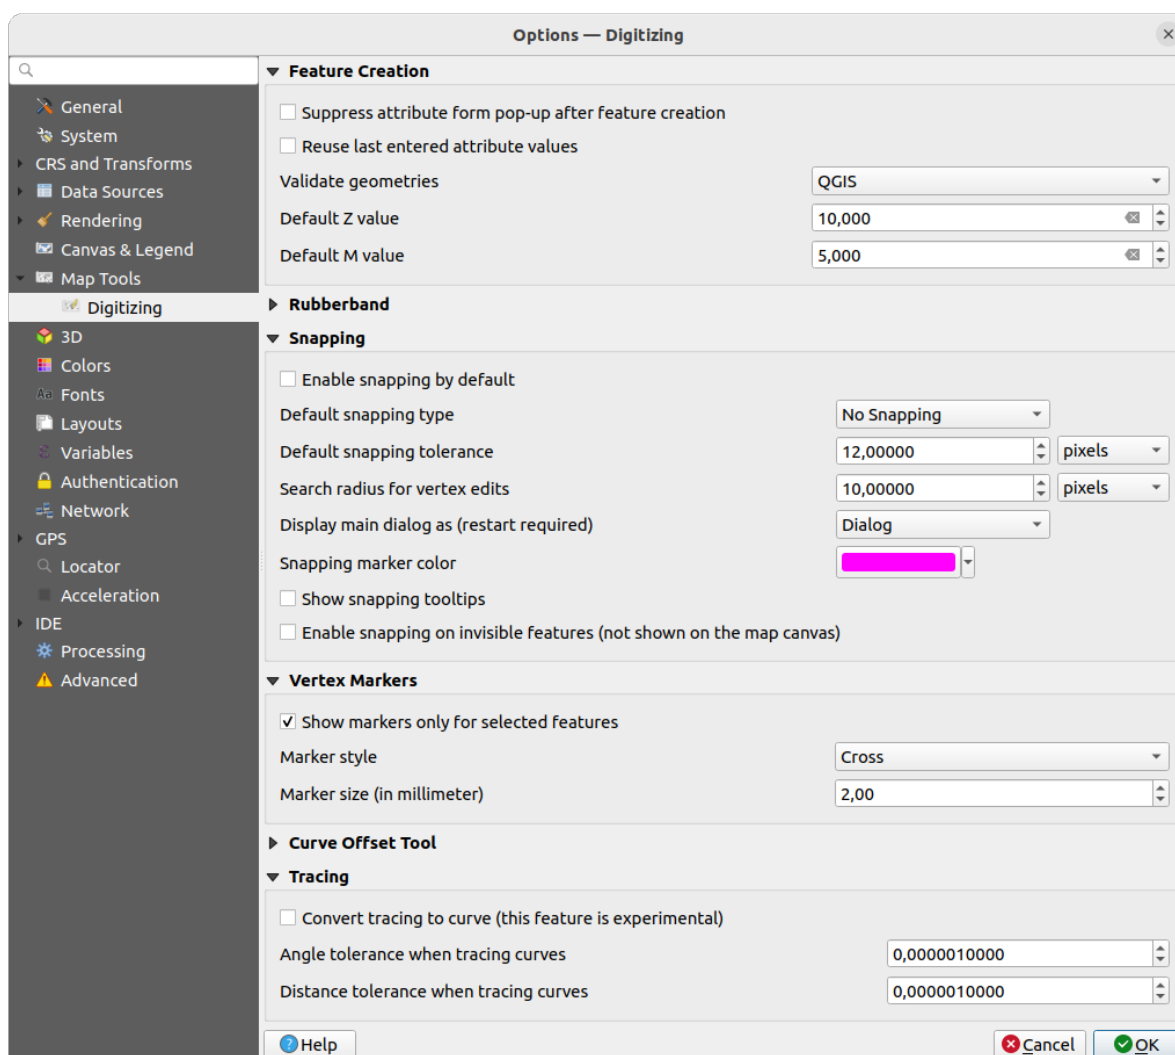 Options — Digitizing
General
System
CRS and Transforms
Data Sources
Rendering
Canvas & Legend
Map Tools
Digitizing
3D
Colors
Aa Fonts
Layouts
Variables
Authentication
Network
GPS
Locator
Acceleration
IDE
Processing
Advanced
Feature Creation
Suppress attribute form pop-up after feature creation
Reuse last entered attribute values
Validate geometries QGIS
Default Z value 10,000
Default M value 5,000
Rubberband
Snapping
Enable snapping by default
Default snapping type No Snapping
Default snapping tolerance 12,00000 pixels
Search radius for vertex edits 10,00000 pixels
Display main dialog as (restart required) Dialog
Snapping marker color
Show snapping tooltips
Enable snapping on invisible features (not shown on the map canvas)
Vertex Markers
Show markers only for selected features
Marker style Cross
Marker size (in millimeter) 2,00
Curve Offset Tool
Tracing
Convert tracing to curve (this feature is experimental)
Angle tolerance when tracing curves 0,0000010000
Distance tolerance when tracing curves 0,0000010000
? Help Cancel OK